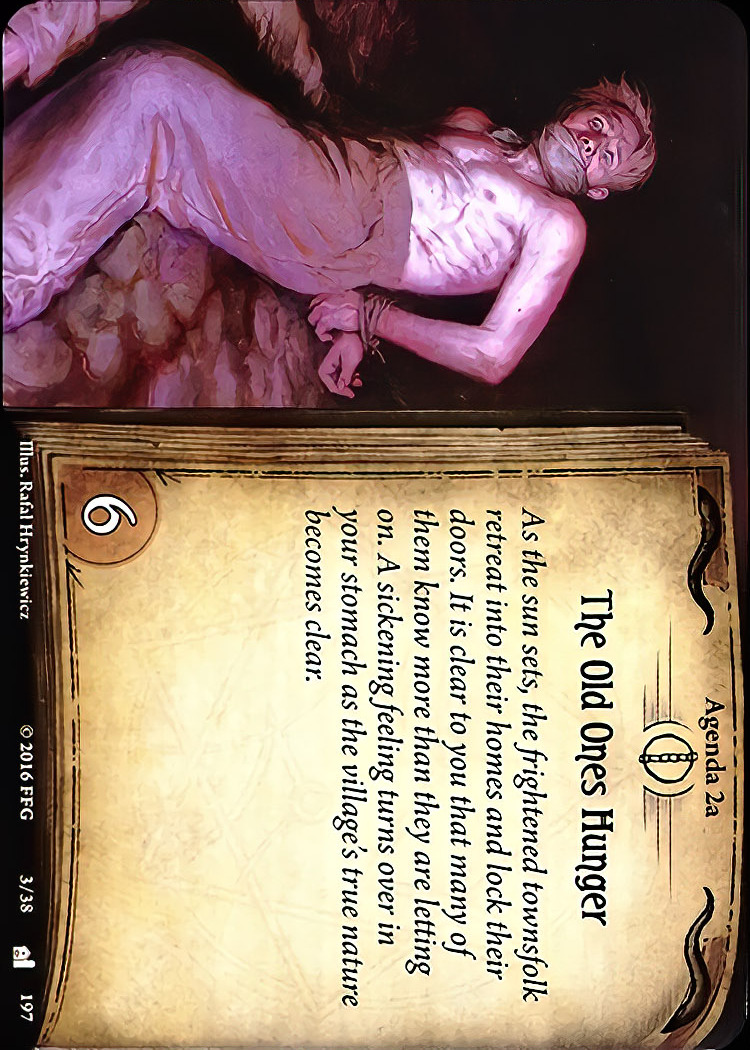 Agenda 2a
The Old Ones Hunger
As the sun sets, the frightened townsfolk
retreat into their homes and lock their
doors. It is clear to you that many of
them know more than they are letting
on. A sickening feeling turns over in
your stomach as the village's true nature
becomes clear.
6
Illus. Rafał Hrynkiewicz © 2016 FFG 3/38 197